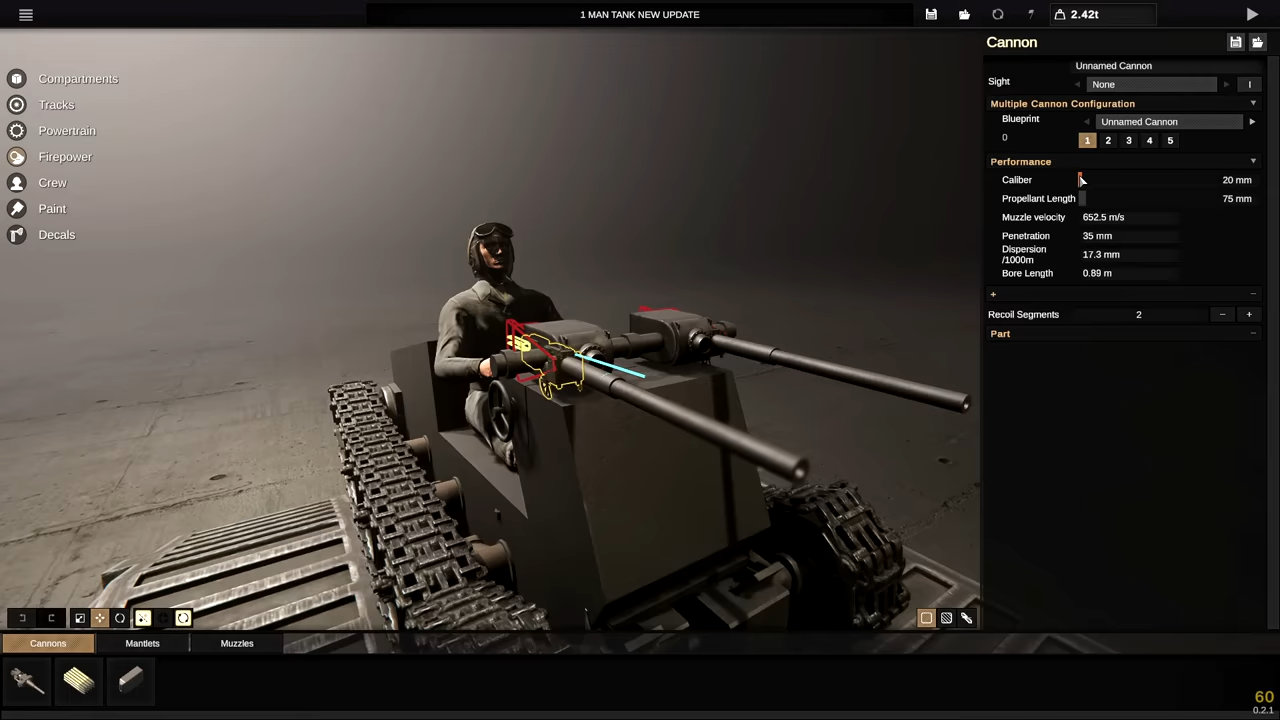 1 MAN TANK NEW UPDATE
2.42t
Compartments
Tracks
Powertrain
Firepower
Crew
Paint
Decals
Cannon
Unnamed Cannon
Sight None I
Multiple Cannon Configuration
Blueprint Unnamed Cannon
0 1 2 3 4 5
Performance
Caliber 20 mm
Propellant Length 75 mm
Muzzle velocity 652.5 m/s
Penetration 35 mm
Dispersion
/1000m 17.3 mm
Bore Length 0.89 m
+ −
Recoil Segments 2 − +
Part −
Cannons Mantlets Muzzles
60
0.2.1